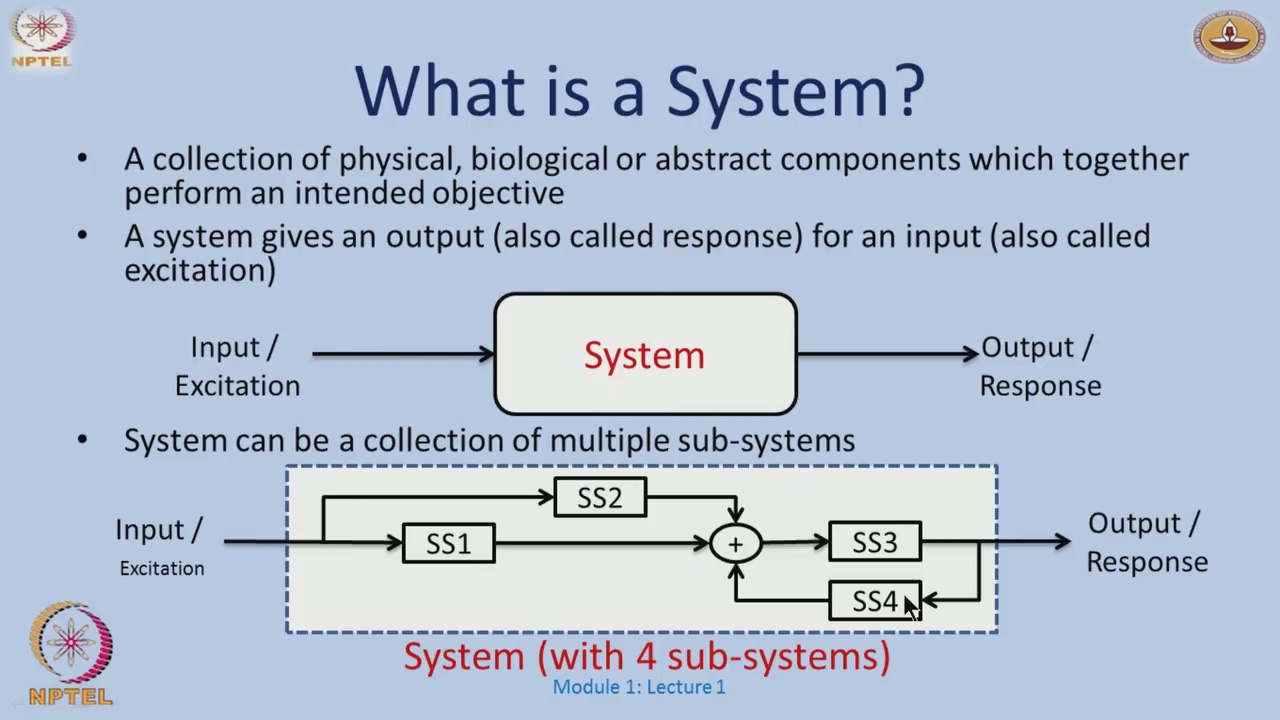 NPTEL
What is a System?
• A collection of physical, biological or abstract components which together
perform an intended objective
• A system gives an output (also called response) for an input (also called
excitation)
Input /
Excitation
System
Output /
Response
• System can be a collection of multiple sub-systems
Input /
Excitation
SS2
SS1
+
SS3
SS4
Output /
Response
System (with 4 sub-systems)
Module 1: Lecture 1
NPTEL